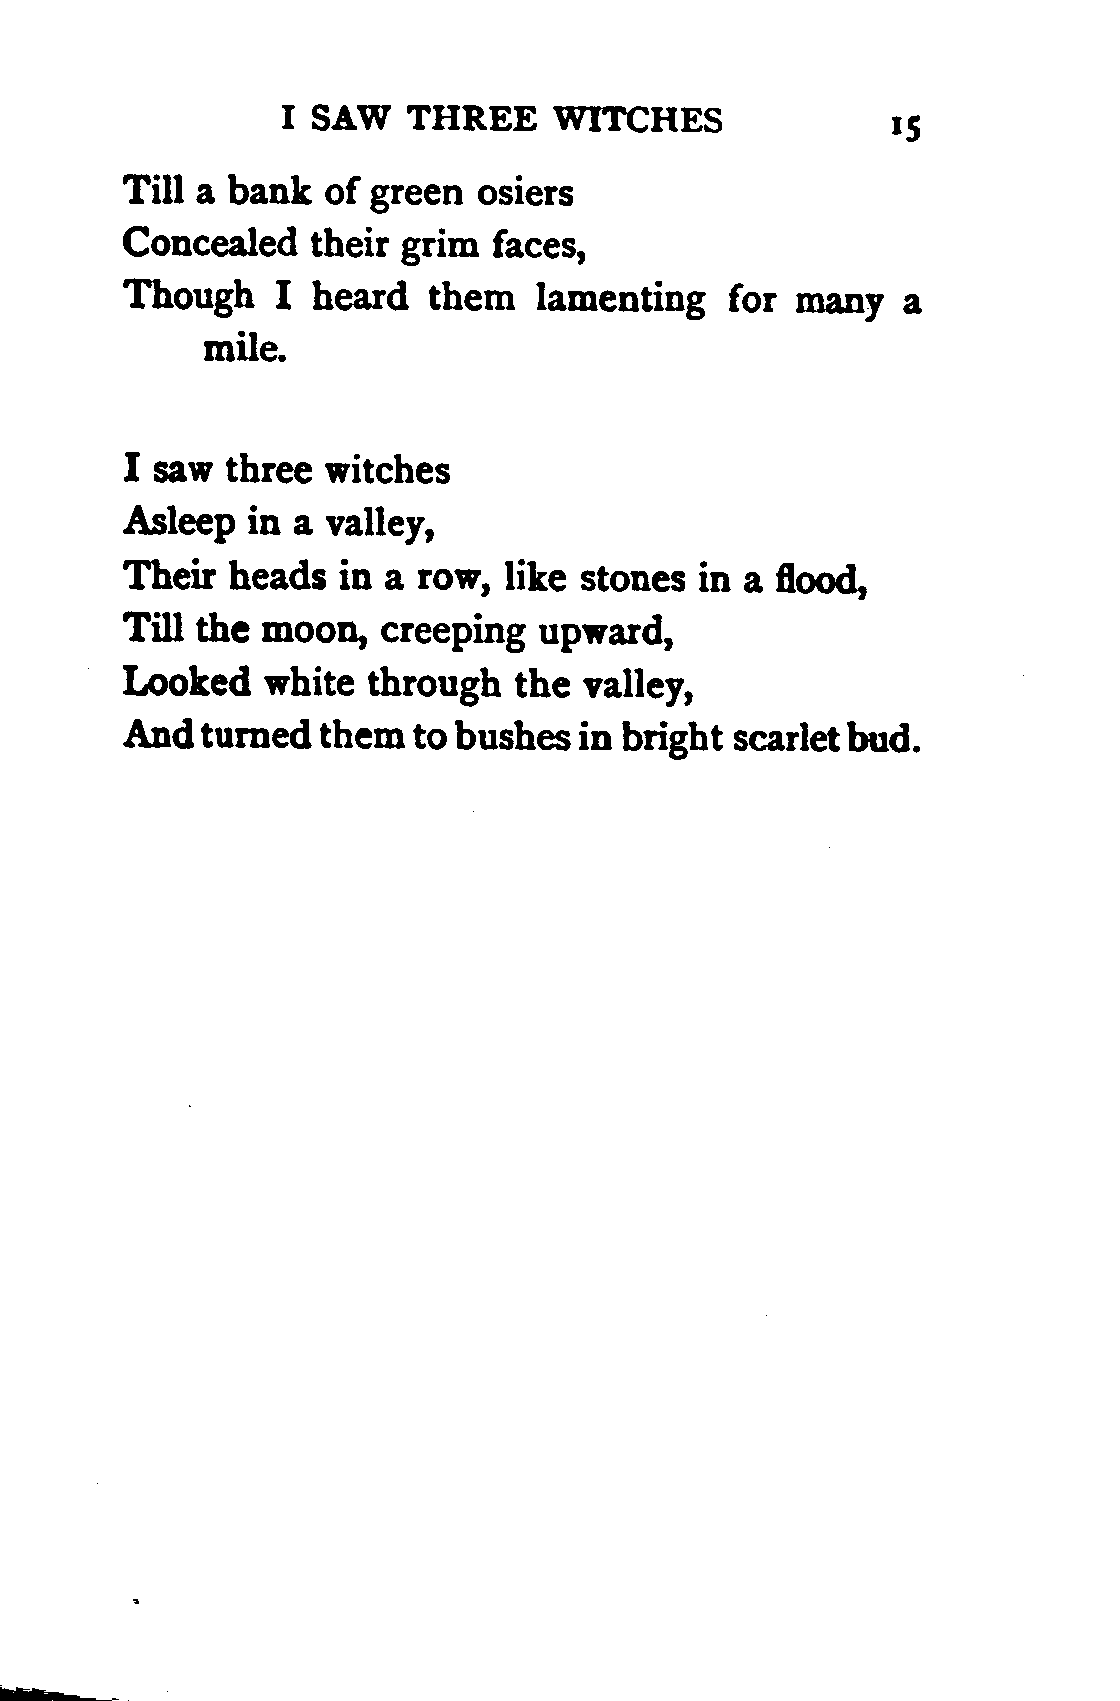 I SAW THREE WITCHES 15
Till a bank of green osiers
Concealed their grim faces,
Though I heard them lamenting for many a
mile.
I saw three witches
Asleep in a valley,
Their heads in a row, like stones in a flood,
Till the moon, creeping upward,
Looked white through the valley,
And turned them to bushes in bright scarlet bud.